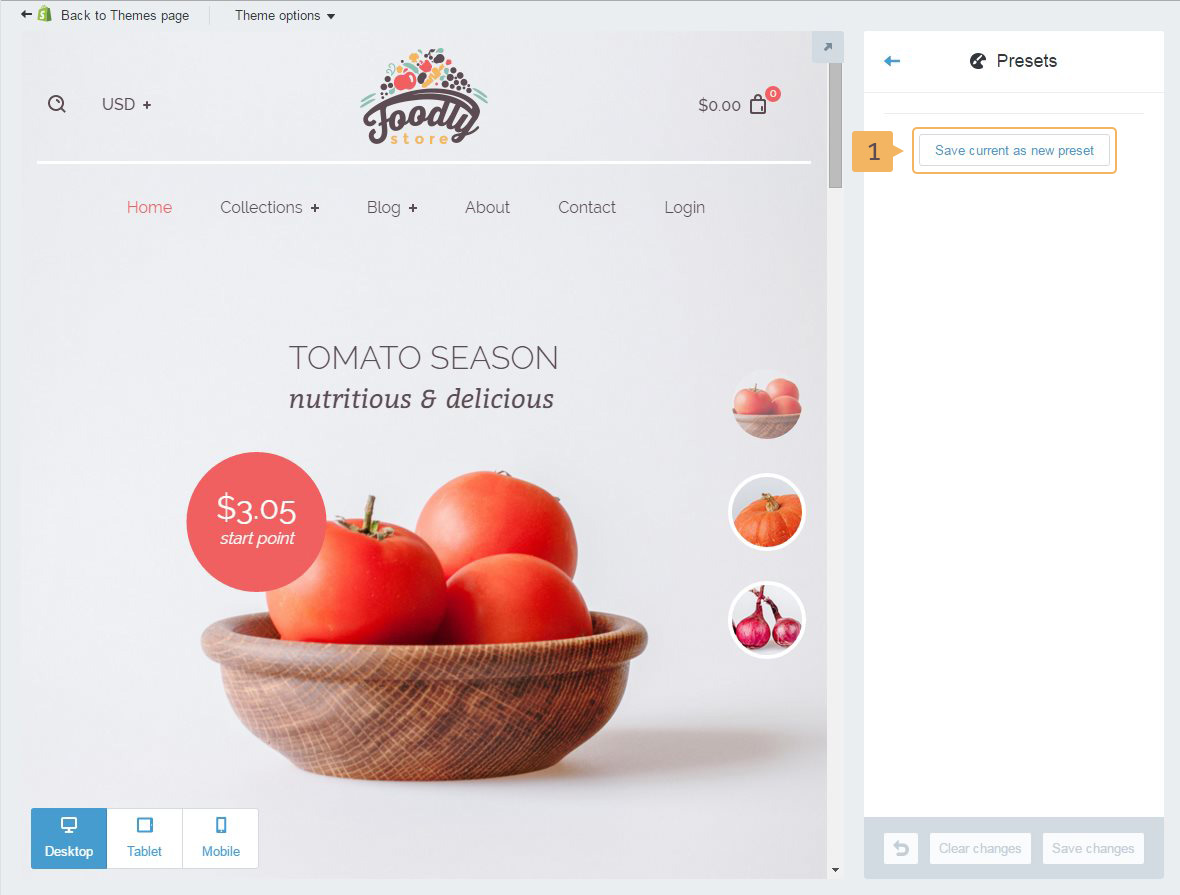 Back to Themes page
Theme options
USD +
Foodly
store
$0.00
0
Home
Collections +
Blog +
About
Contact
Login
TOMATO SEASON
nutritious & delicious
$3.05
start point
Desktop
Tablet
Mobile
Presets
1
Save current as new preset
Clear changes
Save changes